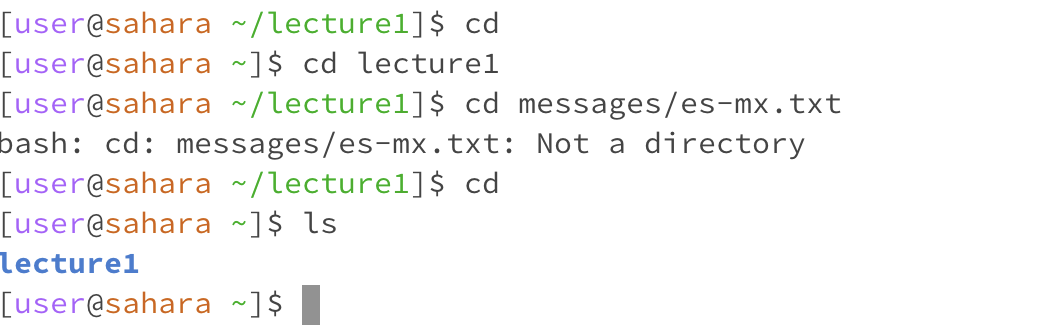 [user@sahara ~/lecture1]$ cd
[user@sahara ~]$ cd lecture1
[user@sahara ~/lecture1]$ cd messages/es-mx.txt
bash: cd: messages/es-mx.txt: Not a directory
[user@sahara ~/lecture1]$ cd
[user@sahara ~]$ ls
lecture1
[user@sahara ~]$